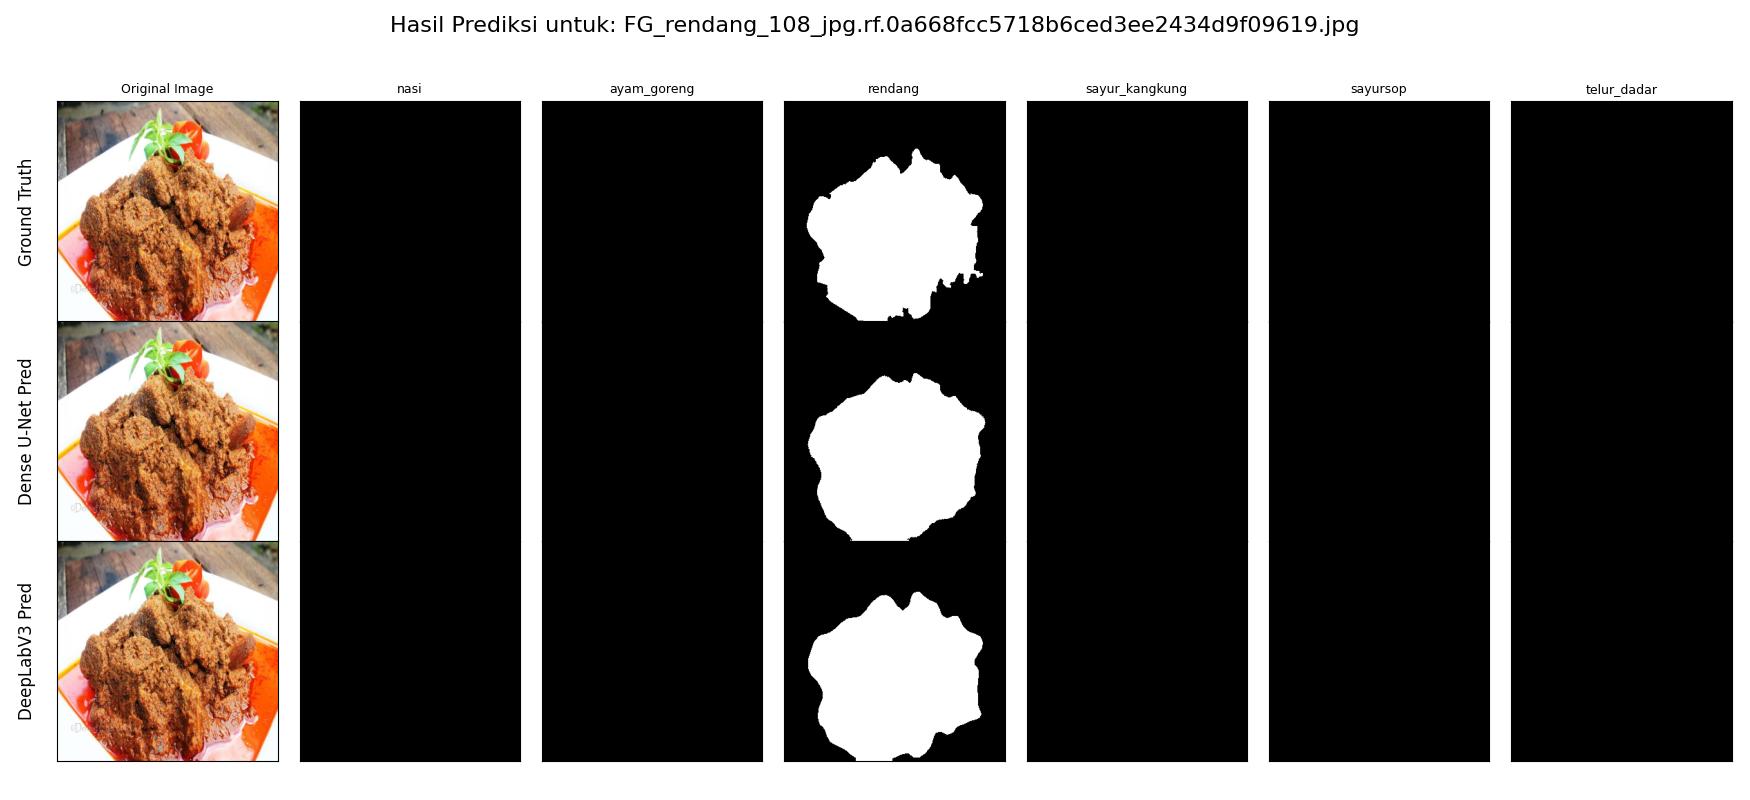 Hasil Prediksi untuk: FG_rendang_108_jpg.rf.0a668fcc5718b6ced3ee2434d9f09619.jpg
Original Image
nasi
ayam_goreng
rendang
sayur_kangkung
sayursop
telur_dadar
Ground Truth
Dense U-Net Pred
DeepLabV3 Pred